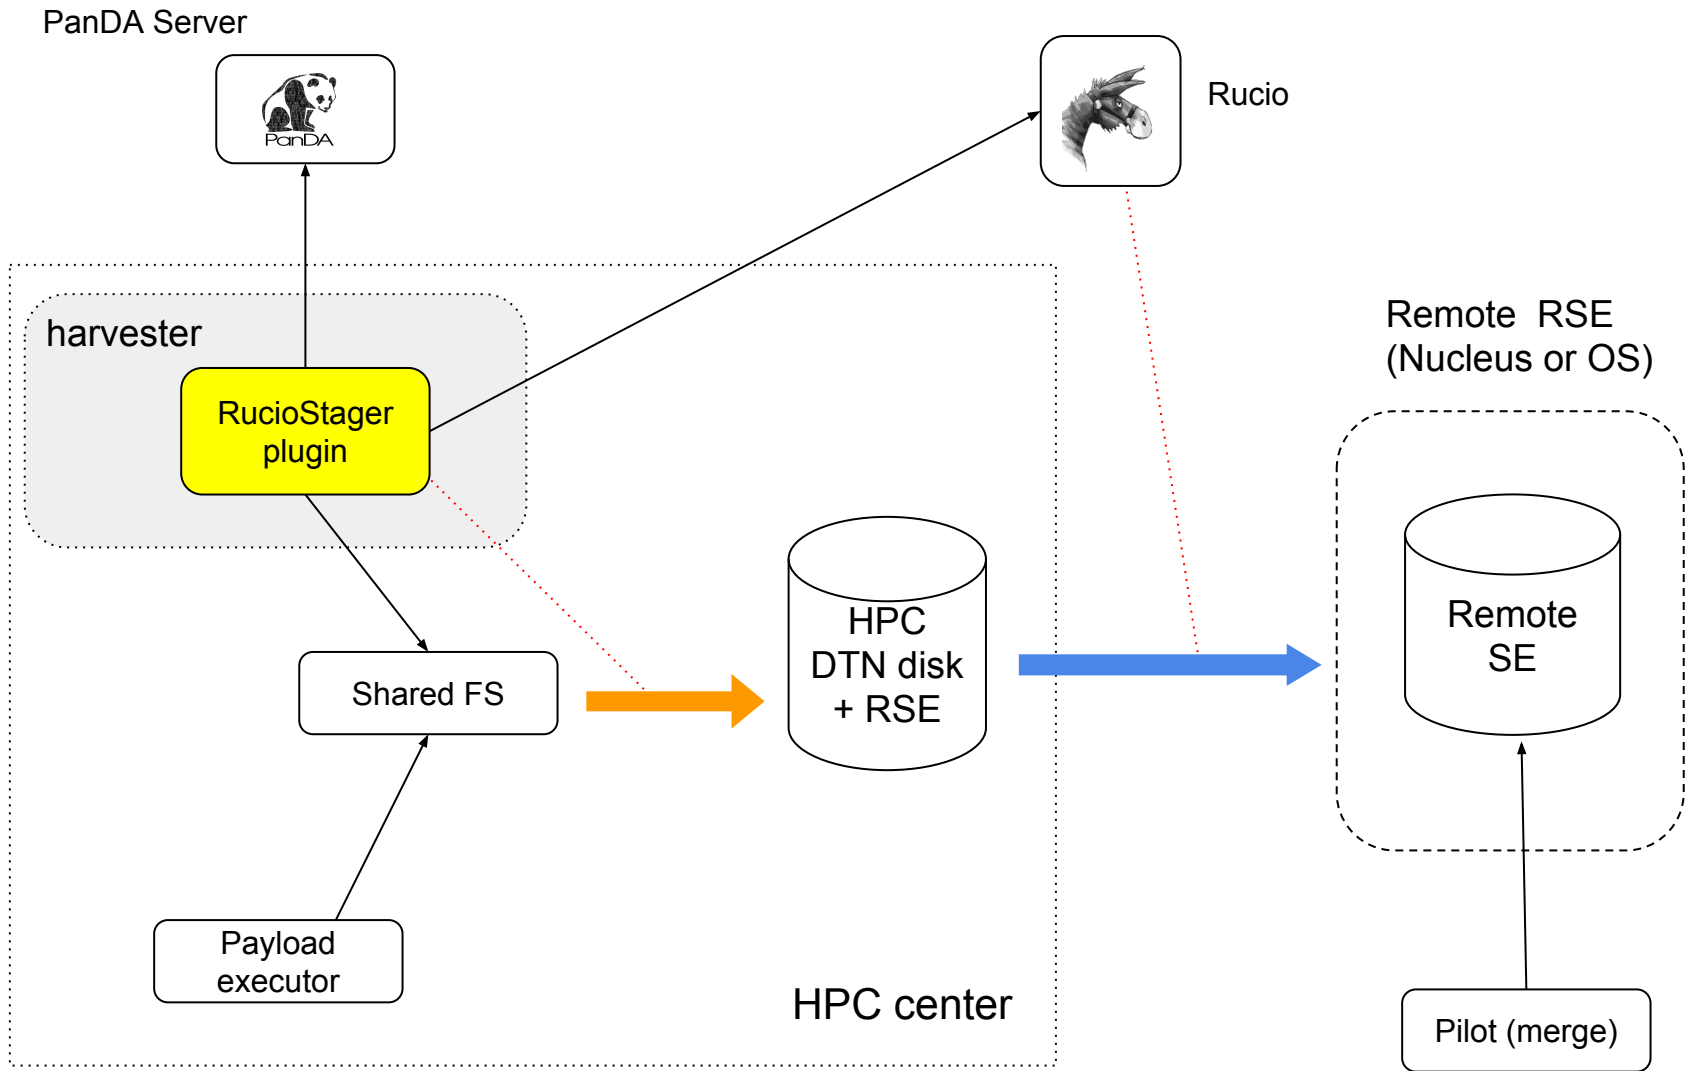 PanDA Server
PanDA
Rucio
harvester
RucioStager
plugin
Remote RSE
(Nucleus or OS)
HPC
DTN disk
+ RSE
Remote
SE
Shared FS
Payload
executor
HPC center
Pilot (merge)